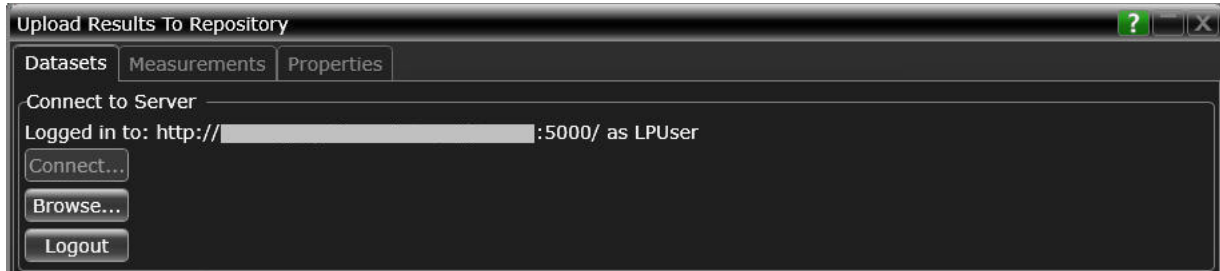 Upload Results To Repository
? X
Datasets Measurements Properties
Connect to Server
Logged in to: http:// :5000/ as LPUser
Connect...
Browse...
Logout